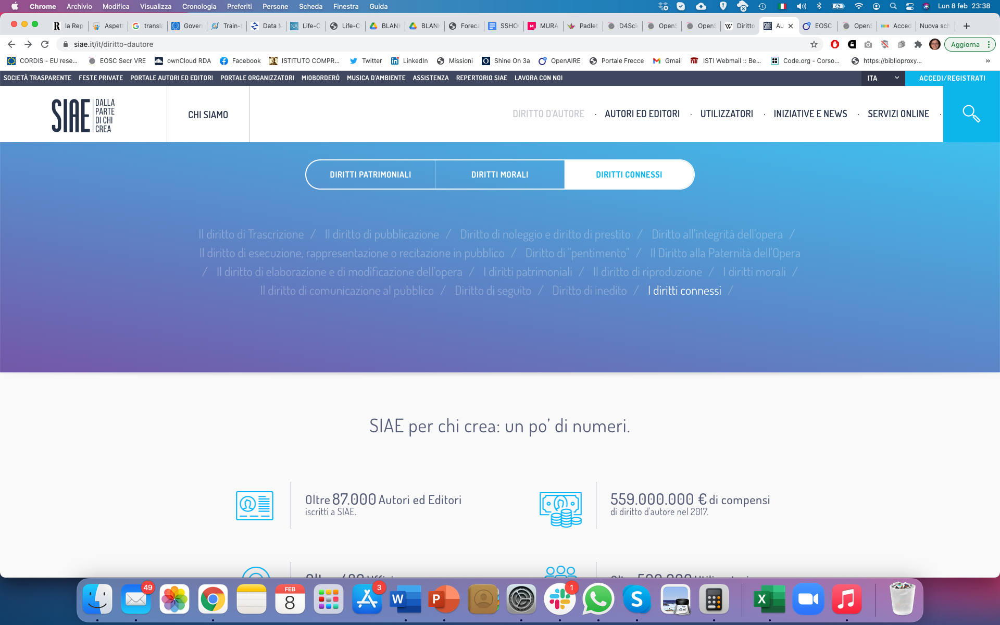 Chrome Archivio Modifica Visualizza Cronologia Preferiti Persone Scheda Finestra Guida Lun 8 feb 23:38
la Rep Aspett transla Govern Train-t Data M Life-C Life-C BLANK BLANK Foreca SSHO MURA Padlet D4Scie OpenS OpenS Diritto Au EOSC OpenS Acced Nuova sch
siae.it/it/diritto-dautore Aggiorna
CORDIS - EU rese... EOSC Secr VRE ownCloud RDA Facebook ISTITUTO COMPR... Twitter LinkedIn Missioni Shine On 3a OpenAIRE Portale Frecce Gmail ISTI Webmail :: Be... Code.org - Corso... https://biblioproxy... »
SOCIETÀ TRASPARENTE FESTE PRIVATE PORTALE AUTORI ED EDITORI PORTALE ORGANIZZATORI MIOBORDERÒ MUSICA D'AMBIENTE ASSISTENZA REPERTORIO SIAE LAVORA CON NOI ITA ACCEDI/REGISTRATI
SIAE DALLA PARTE DI CHI CREA
CHI SIAMO
DIRITTO D'AUTORE · AUTORI ED EDITORI · UTILIZZATORI · INIZIATIVE E NEWS · SERVIZI ONLINE ·
DIRITTI PATRIMONIALI DIRITTI MORALI DIRITTI CONNESSI
Il diritto di Trascrizione / Il diritto di pubblicazione / Diritto di noleggio e diritto di prestito / Diritto all'integrità dell'opera /
Il diritto di esecuzione, rappresentazione o recitazione in pubblico / Diritto di "pentimento" / Il Diritto alla Paternità dell'Opera
/ Il diritto di elaborazione e di modificazione dell'opera / I diritti patrimoniali / Il diritto di riproduzione / I diritti morali /
Il diritto di comunicazione al pubblico / Diritto di seguito / Diritto di inedito / I diritti connessi /
SIAE per chi crea: un po' di numeri.
Oltre 87.000 Autori ed Editori
iscritti a SIAE.
559.000.000 € di compensi
di diritto d'autore nel 2017.
49 FEB 8 3 W P 1 S X